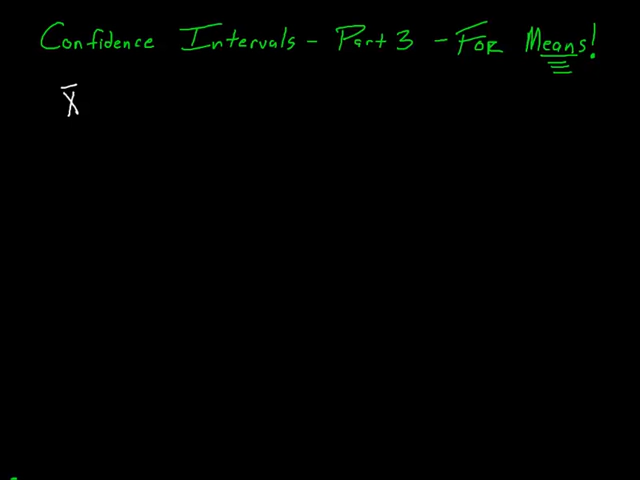 Confidence Intervals - Part 3 - FOR Means!
x̄